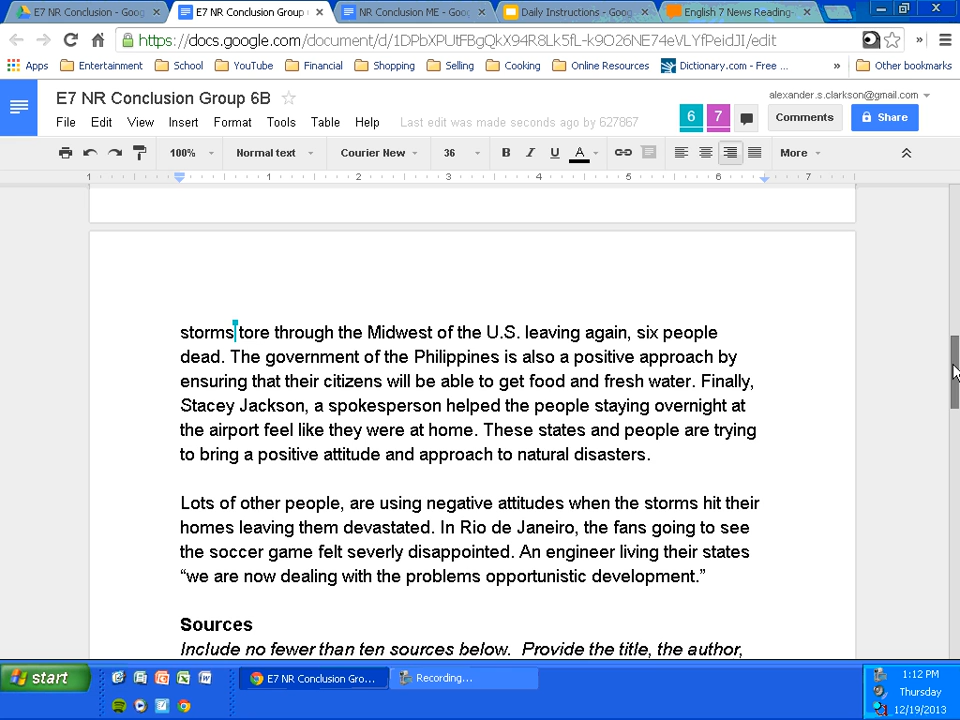 E7 NR Conclusion - Goo
E7 NR Conclusion Group
NR Conclusion ME - Goo
Daily Instructions - Goo
English 7 News Reading-
https://docs.google.com/document/d/1DPbXPUtFBgQkX94R8Lk5fL-k9O26NE74eVLYfPeidJI/edit
Apps Entertainment School YouTube Financial Shopping Selling Cooking Online Resources Dictionary.com - Free ... » Other bookmarks
E7 NR Conclusion Group 6B
alexander.s.clarkson@gmail.com
6 7 Comments Share
File Edit View Insert Format Tools Table Help Last edit was made seconds ago by 627867
100% Normal text Courier New 36 B I U A More
1 1 2 3 4 5 6 7
storms tore through the Midwest of the U.S. leaving again, six people
dead. The government of the Philippines is also a positive approach by
ensuring that their citizens will be able to get food and fresh water. Finally,
Stacey Jackson, a spokesperson helped the people staying overnight at
the airport feel like they were at home. These states and people are trying
to bring a positive attitude and approach to natural disasters.
Lots of other people, are using negative attitudes when the storms hit their
homes leaving them devastated. In Rio de Janeiro, the fans going to see
the soccer game felt severly disappointed. An engineer living their states
“we are now dealing with the problems opportunistic development.”
Sources
Include no fewer than ten sources below. Provide the title, the author,
start
E7 NR Conclusion Gro...
Recording...
1:12 PM
Thursday
12/19/2013